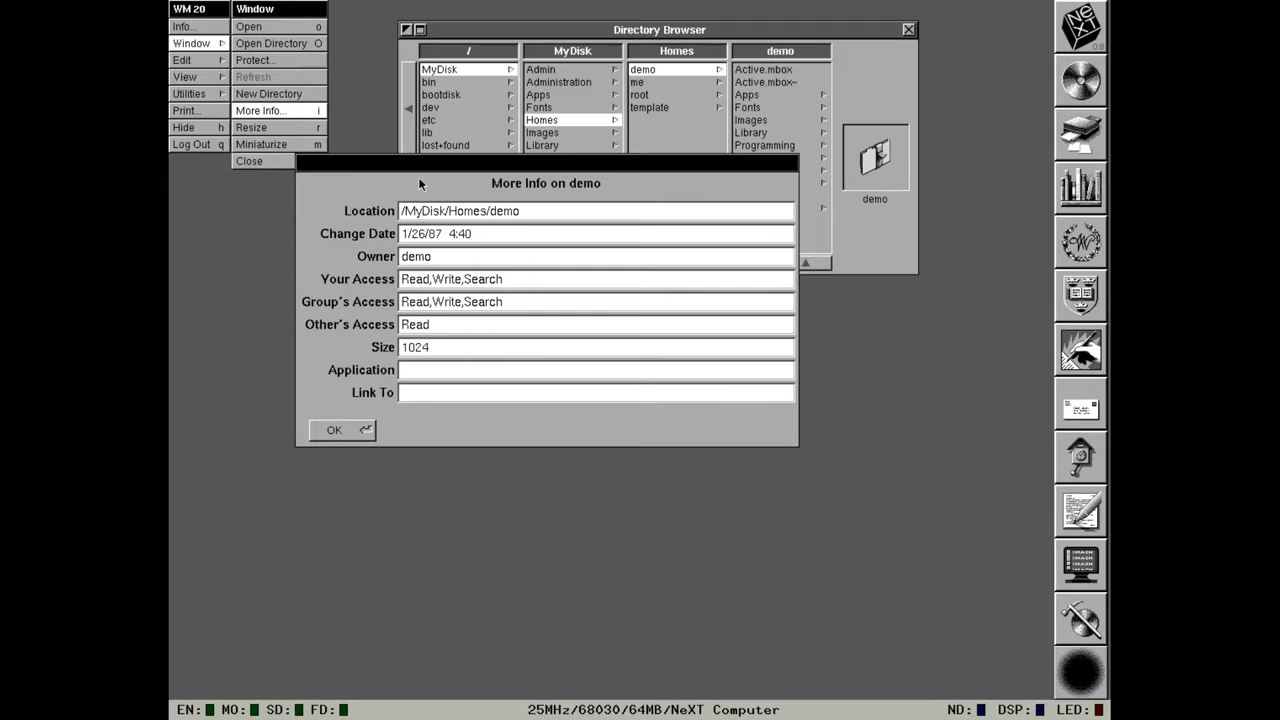 WM 20
Info...
Window
Edit
View
Utilities
Print...
Hide h
Log Out q
Window
Open o
Open Directory O
Protect...
Refresh
New Directory
More Info... i
Resize r
Miniaturize m
Close
Directory Browser
/
MyDisk
bin
bootdisk
dev
etc
lib
lost+found
MyDisk
Admin
Administration
Apps
Fonts
Homes
Images
Library
Homes
demo
me
root
template
demo
Active.mbox
Active.mbox~
Apps
Fonts
Images
Library
Programming
demo
More Info on demo
Location /MyDisk/Homes/demo
Change Date 1/26/87 4:40
Owner demo
Your Access Read,Write,Search
Group's Access Read,Write,Search
Other's Access Read
Size 1024
Application
Link To
OK
NeXT
0.8
EN: MO: SD: FD: 25MHz/68030/64MB/NeXT Computer ND: DSP: LED: